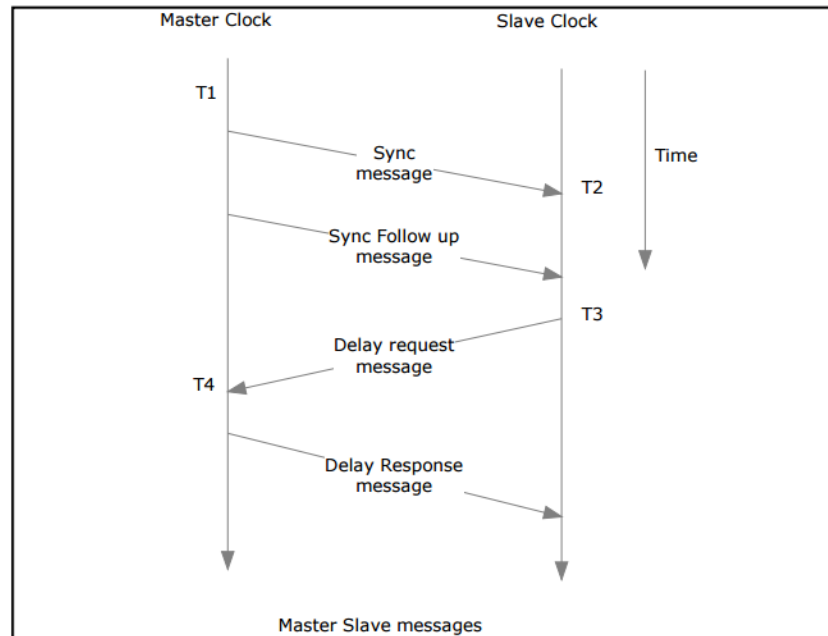 Master Clock
Slave Clock
T1
Sync
message
Time
T2
Sync Follow up
message
T3
Delay request
message
T4
Delay Response
message
Master Slave messages